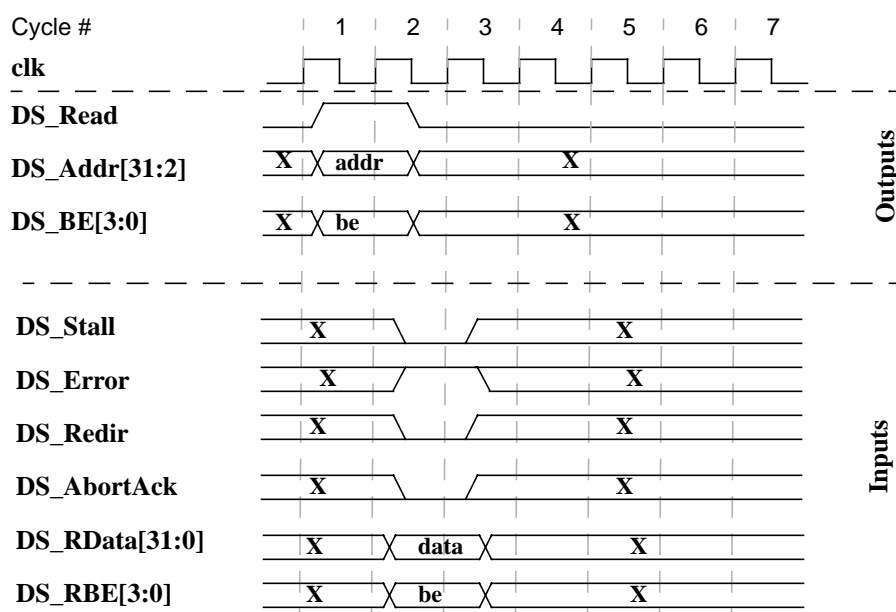 Cycle # 1 2 3 4 5 6 7
clk
DS_Read
DS_Addr[31:2] X addr X
DS_BE[3:0] X be X
Outputs
DS_Stall X X
DS_Error X X
DS_Redir X X
DS_AbortAck X X
DS_RData[31:0] X data X
DS_RBE[3:0] X be X
Inputs